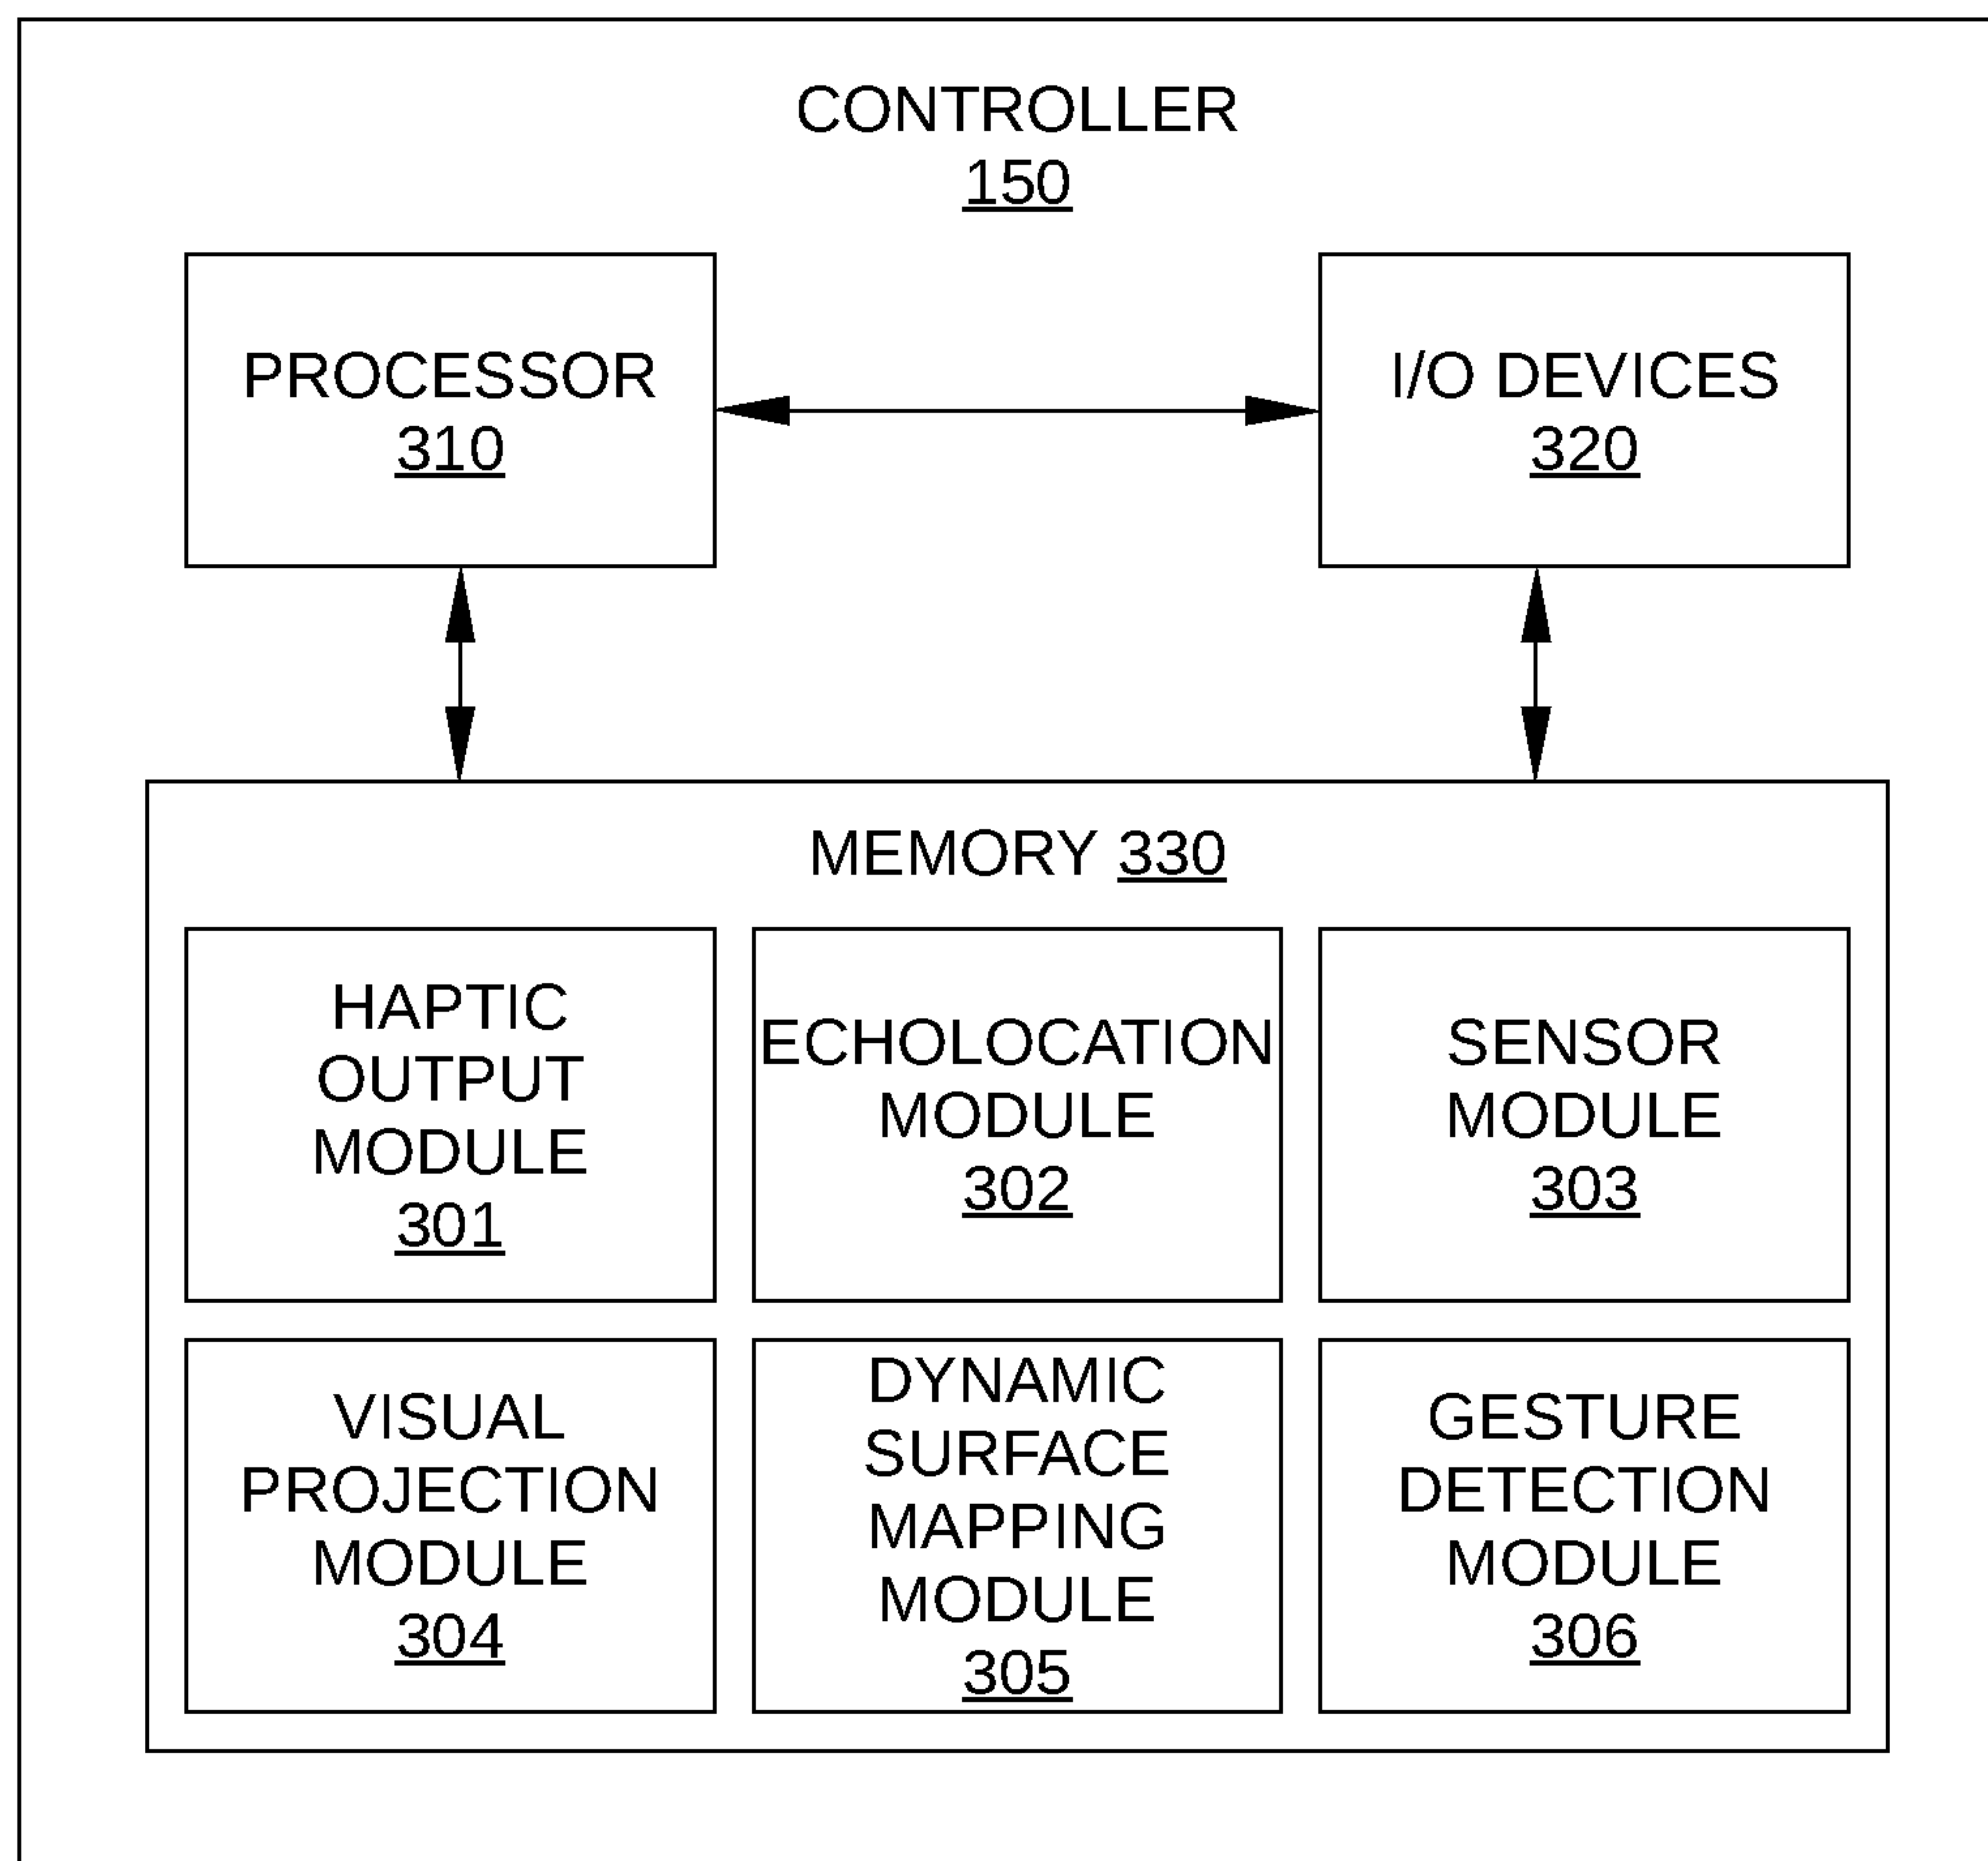 CONTROLLER
150
PROCESSOR
310
I/O DEVICES
320
MEMORY 330
HAPTIC
OUTPUT
MODULE
301
ECHOLOCATION
MODULE
302
SENSOR
MODULE
303
VISUAL
PROJECTION
MODULE
304
DYNAMIC
SURFACE
MAPPING
MODULE
305
GESTURE
DETECTION
MODULE
306